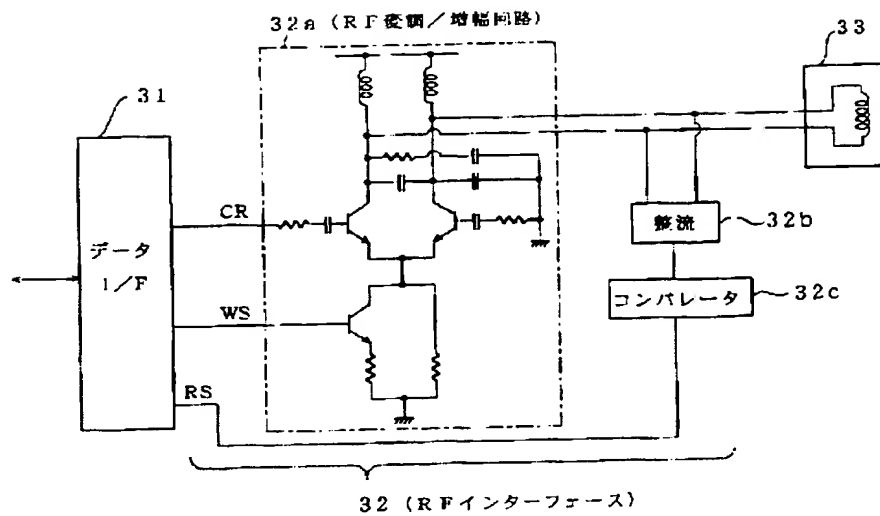 32a (RF変調/増幅回路)
33
31
CR
データ
I/F
WS
RS
整流
32b
コンパレータ
32c
32 (RFインターフェース)